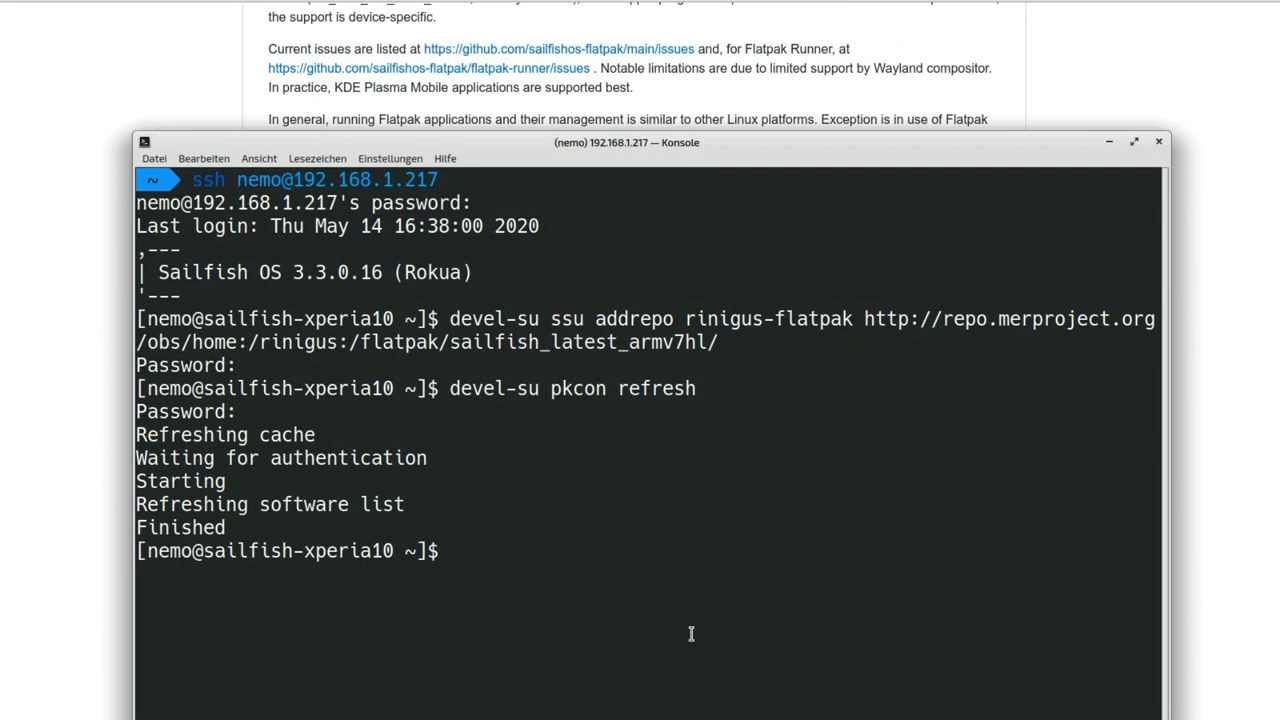 the support is device-specific.
Current issues are listed at https://github.com/sailfishos-flatpak/main/issues and, for Flatpak Runner, at
https://github.com/sailfishos-flatpak/flatpak-runner/issues . Notable limitations are due to limited support by Wayland compositor.
In practice, KDE Plasma Mobile applications are supported best.
In general, running Flatpak applications and their management is similar to other Linux platforms. Exception is in use of Flatpak
(nemo) 192.168.1.217 — Konsole
Datei Bearbeiten Ansicht Lesezeichen Einstellungen Hilfe
~ ssh nemo@192.168.1.217
nemo@192.168.1.217's password:
Last login: Thu May 14 16:38:00 2020
,---
| Sailfish OS 3.3.0.16 (Rokua)
'---
[nemo@sailfish-xperia10 ~]$ devel-su ssu addrepo rinigus-flatpak http://repo.merproject.org
/obs/home:/rinigus:/flatpak/sailfish_latest_armv7hl/
Password:
[nemo@sailfish-xperia10 ~]$ devel-su pkcon refresh
Password:
Refreshing cache
Waiting for authentication
Starting
Refreshing software list
Finished
[nemo@sailfish-xperia10 ~]$